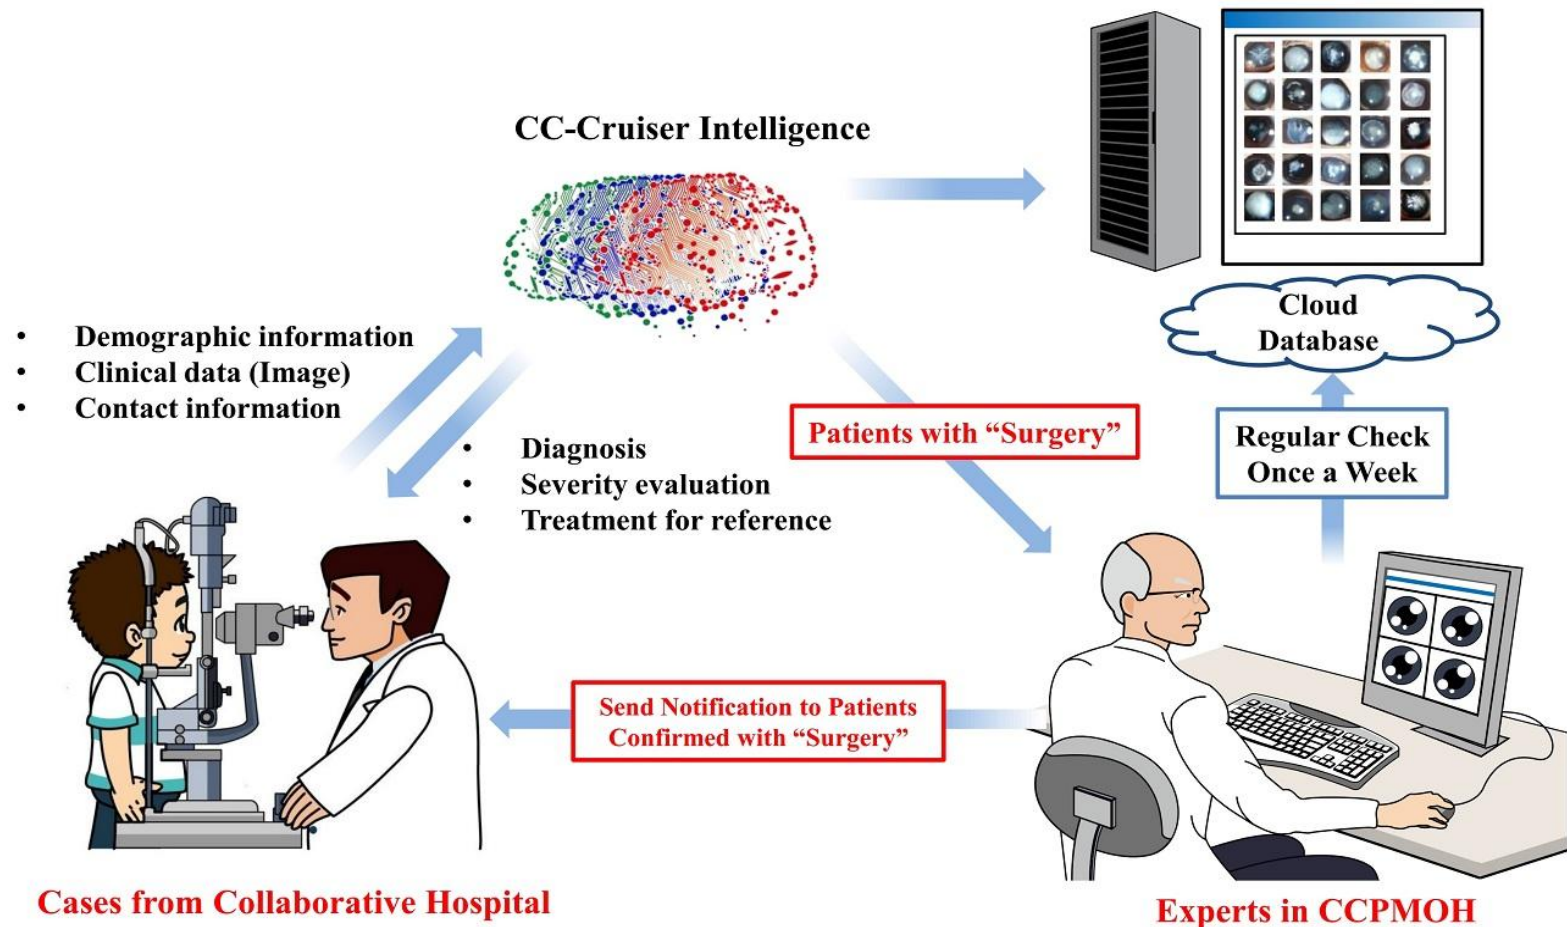 CC-Cruiser Intelligence
Cloud
Database
• Demographic information
• Clinical data (Image)
• Contact information
• Diagnosis
• Severity evaluation
• Treatment for reference
Patients with “Surgery”
Regular Check
Once a Week
Send Notification to Patients
Confirmed with “Surgery”
Cases from Collaborative Hospital
Experts in CCPMOH